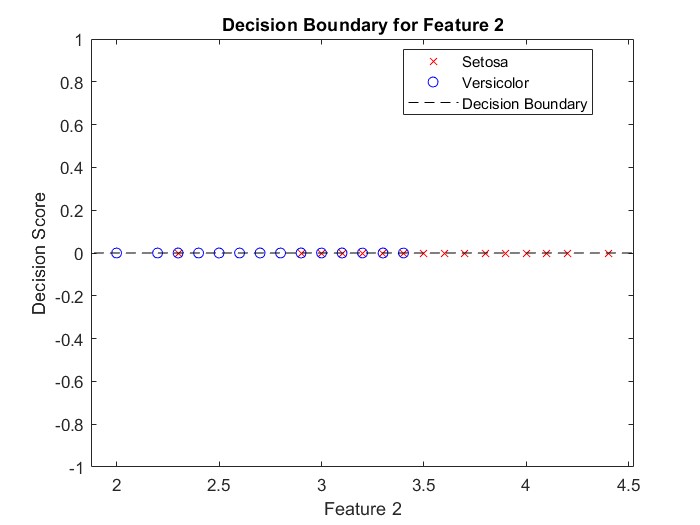 Decision Boundary for Feature 2
Setosa
Versicolor
Decision Boundary
Decision Score
1
0.8
0.6
0.4
0.2
0
-0.2
-0.4
-0.6
-0.8
-1
2 2.5 3 3.5 4 4.5
Feature 2